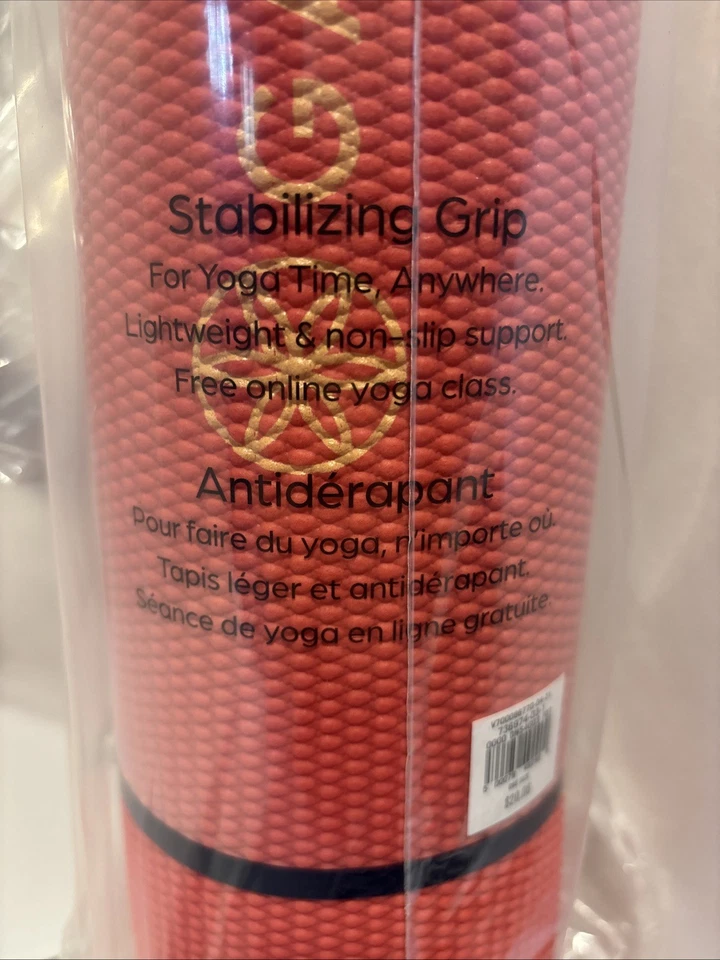 GA
Stabilizing Grip
For Yoga Time, Anywhere.
Lightweight & non-slip support.
Free online yoga class.
Antidérapant
Pour faire du yoga, n'importe où.
Tapis léger et antidérapant.
Séance de yoga en ligne gratuite.